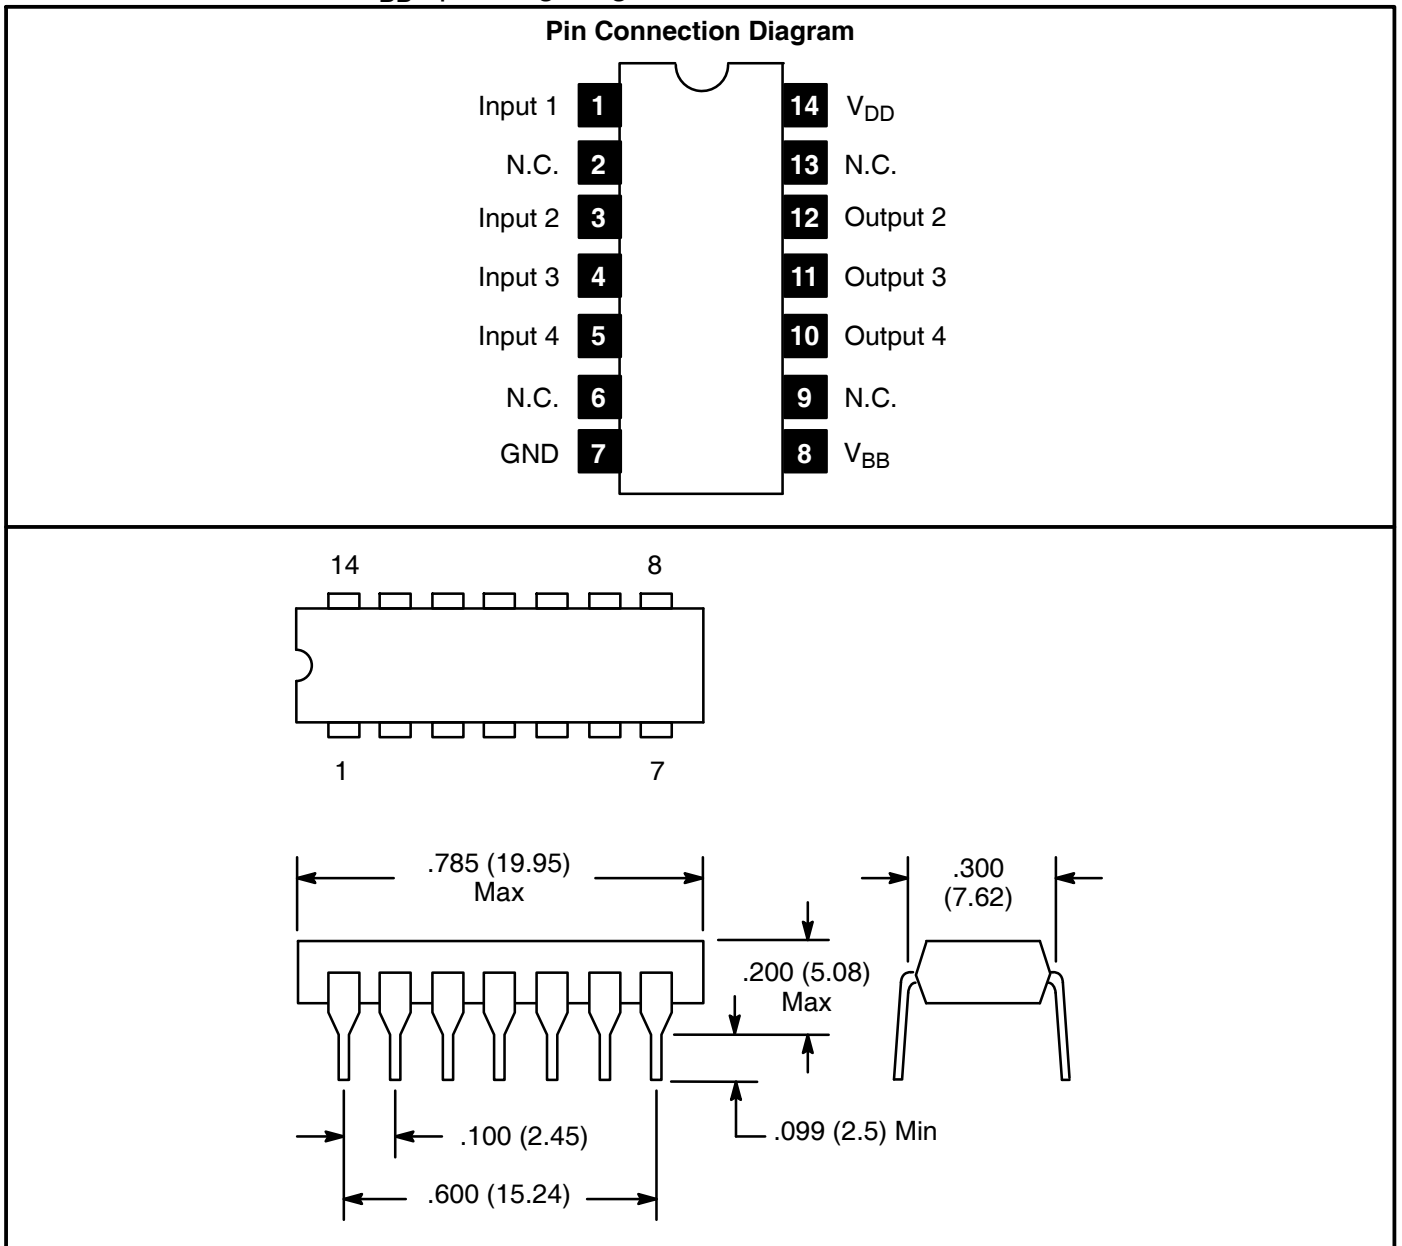 Pin Connection Diagram
Input 1 1 14 VDD
N.C. 2 13 N.C.
Input 2 3 12 Output 2
Input 3 4 11 Output 3
Input 4 5 10 Output 4
N.C. 6 9 N.C.
GND 7 8 VBB
14 8
1 7
.785 (19.95)
Max
.300
(7.62)
.200 (5.08)
Max
.100 (2.45)
.099 (2.5) Min
.600 (15.24)